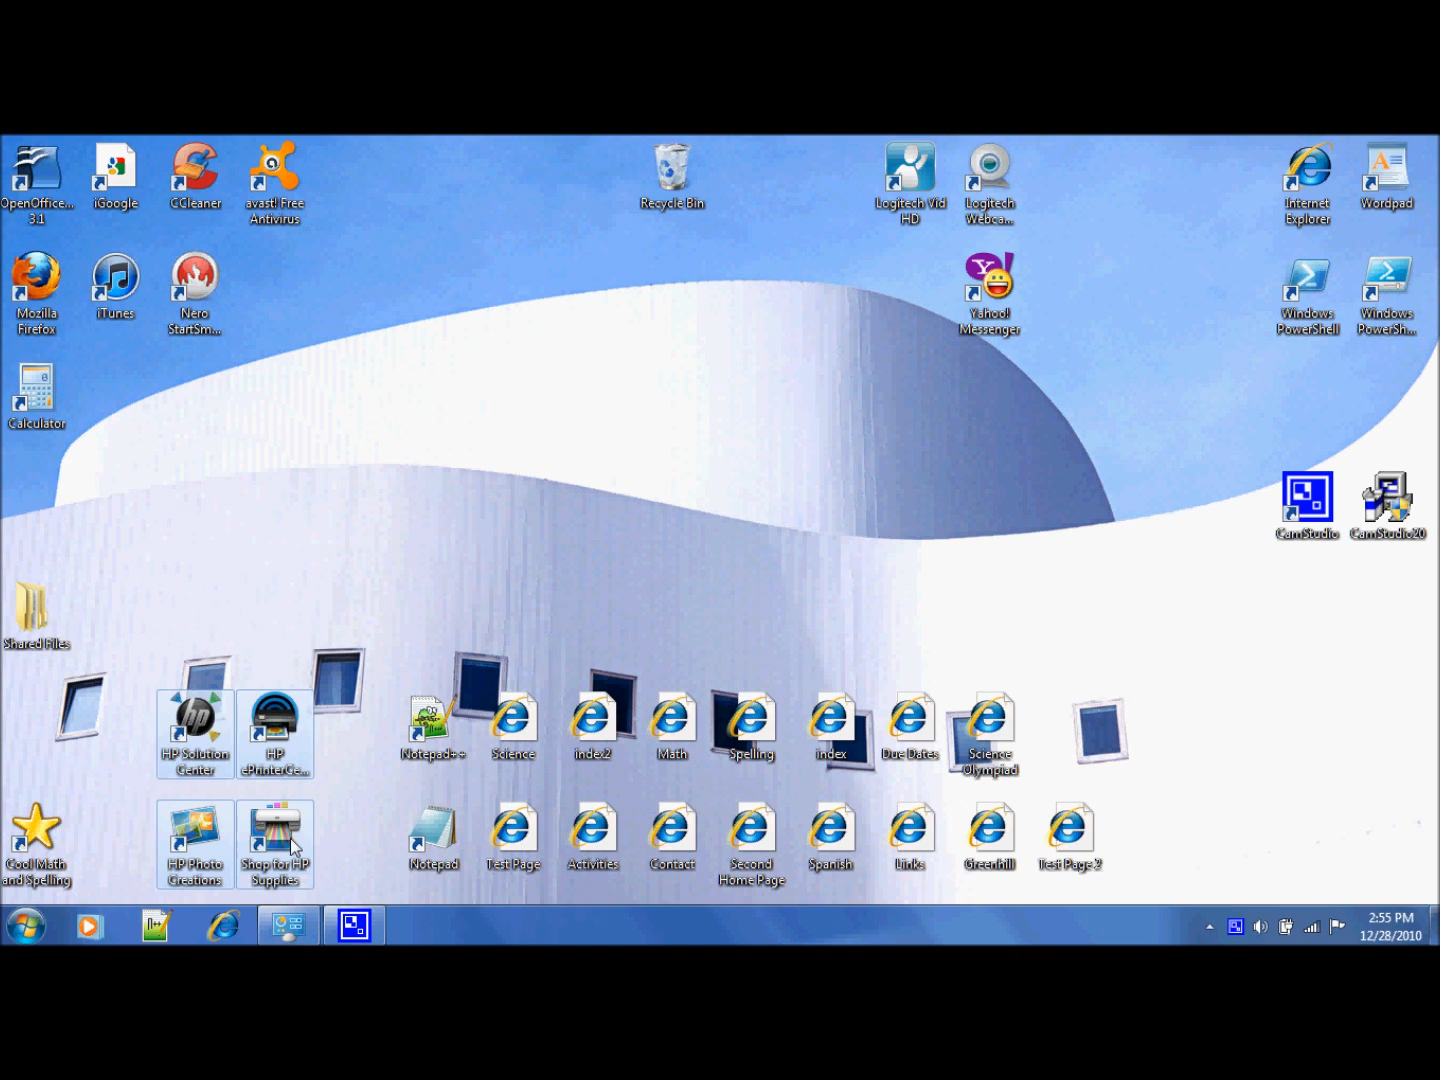 OpenOffice...
3.1
iGoogle
CCleaner
avast! Free
Antivirus
Recycle Bin
Logitech Vid
HD
Logitech
Webca...
Internet
Explorer
Wordpad
Mozilla
Firefox
iTunes
Nero
StartSm...
Yahoo!
Messenger
Windows
PowerShell
Windows
PowerSh...
Calculator
CamStudio
CamStudio20
Shared Files
HP Solution
Center
HP
ePrinterCe...
Notepad++
Science
index2
Math
Spelling
index
Due Dates
Science
Olympiad
Cool Math
and Spelling
HP Photo
Creations
Shop for HP
Supplies
Notepad
Test Page
Activities
Contact
Second
Home Page
Spanish
Links
Greenhill
Test Page 2
2:55 PM
12/28/2010